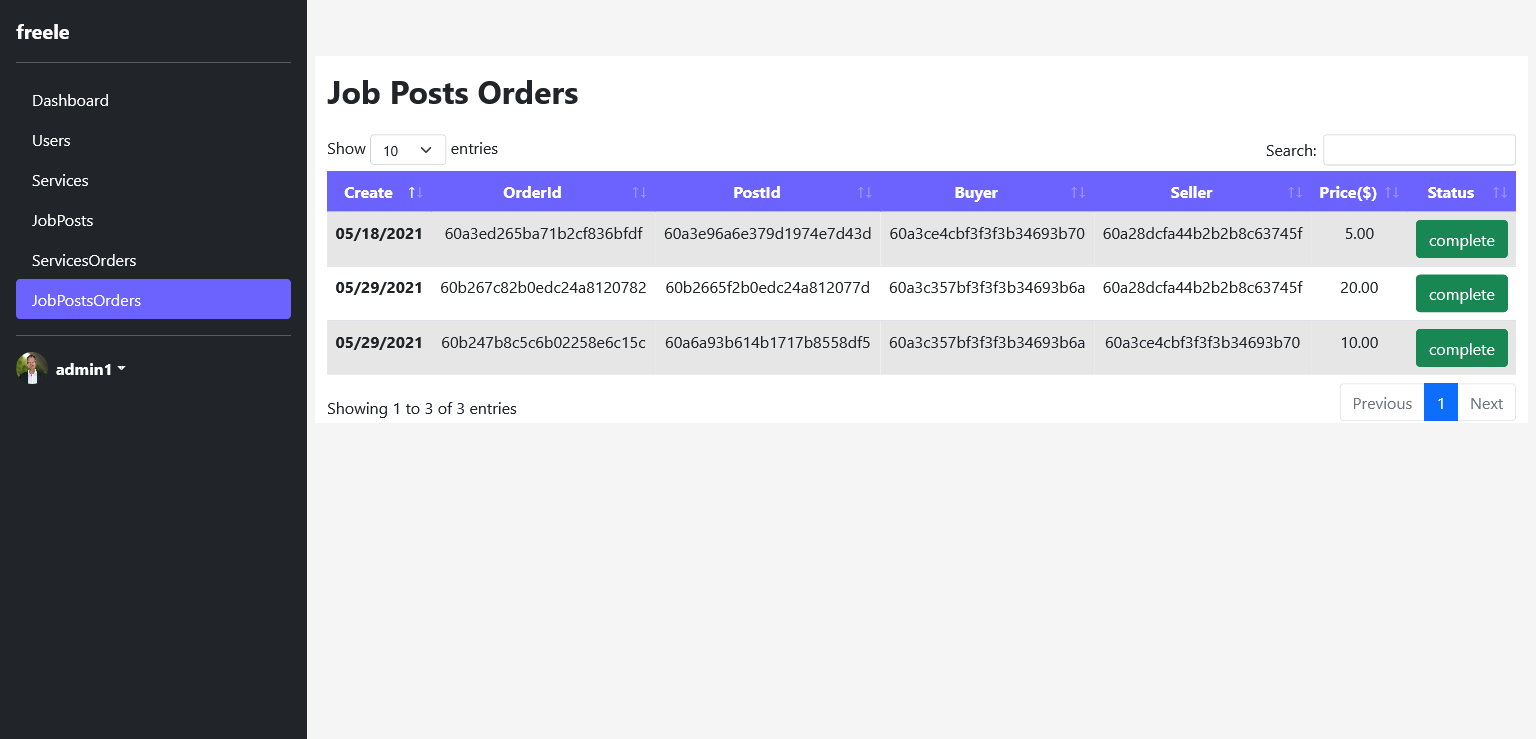 freele
Dashboard
Users
Services
JobPosts
ServicesOrders
JobPostsOrders
admin1
Job Posts Orders
Show 10 entries
Search:
Create OrderId PostId Buyer Seller Price($) Status
05/18/2021 60a3ed265ba71b2cf836bfdf 60a3e96a6e379d1974e7d43d 60a3ce4cbf3f3f3b34693b70 60a28dcfa44b2b2b8c63745f 5.00 complete
05/29/2021 60b267c82b0edc24a8120782 60b2665f2b0edc24a812077d 60a3c357bf3f3f3b34693b6a 60a28dcfa44b2b2b8c63745f 20.00 complete
05/29/2021 60b247b8c5c6b02258e6c15c 60a6a93b614b1717b8558df5 60a3c357bf3f3f3b34693b6a 60a3ce4cbf3f3f3b34693b70 10.00 complete
Showing 1 to 3 of 3 entries
Previous 1 Next